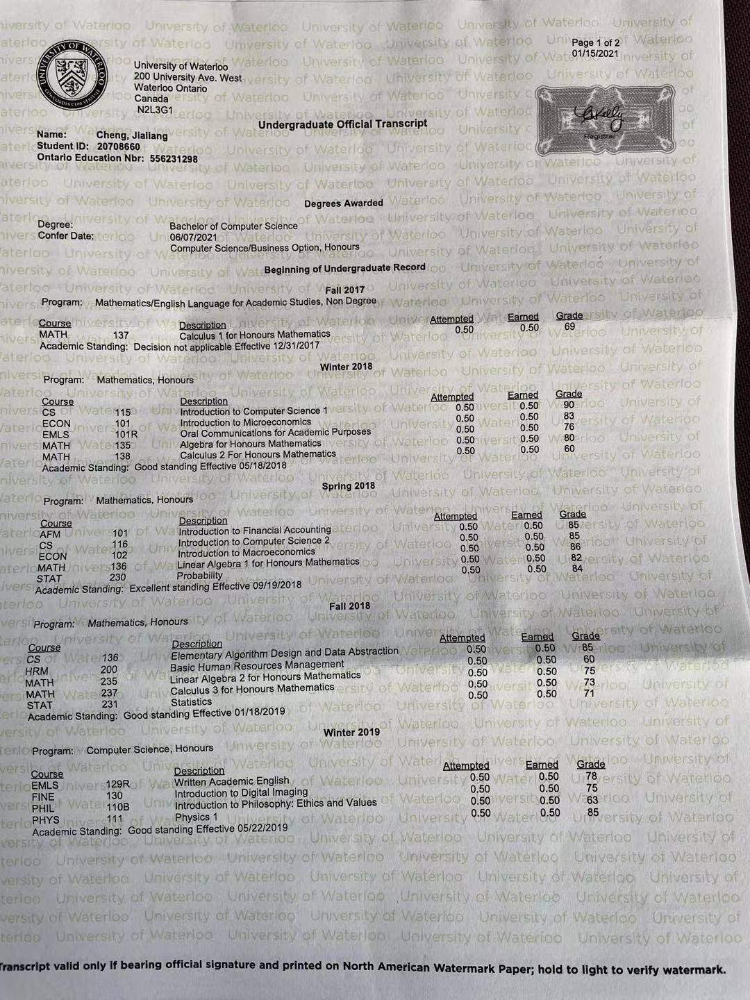 Page 1 of 2
01/15/2021
UNIVERSITY OF WATERLOO
CONCORDIA CUM VERITATE
University of Waterloo
200 University Ave. West
Waterloo Ontario
Canada
N2L3G1
Registrar
Undergraduate Official Transcript
Name: Cheng, Jialiang
Student ID: 20708660
Ontario Education Nbr: 556231298
Degrees Awarded
Degree: Bachelor of Computer Science
Confer Date: 06/07/2021
Computer Science/Business Option, Honours
Beginning of Undergraduate Record
Fall 2017
Program: Mathematics/English Language for Academic Studies, Non Degree
Course Description Attempted Earned Grade
MATH 137 Calculus 1 for Honours Mathematics 0.50 0.50 69
Academic Standing: Decision not applicable Effective 12/31/2017
Winter 2018
Program: Mathematics, Honours
Course Description Attempted Earned Grade
CS 115 Introduction to Computer Science 1 0.50 0.50 90
ECON 101 Introduction to Microeconomics 0.50 0.50 83
EMLS 101R Oral Communications for Academic Purposes 0.50 0.50 76
MATH 135 Algebra for Honours Mathematics 0.50 0.50 80
MATH 138 Calculus 2 For Honours Mathematics 0.50 0.50 60
Academic Standing: Good standing Effective 05/18/2018
Spring 2018
Program: Mathematics, Honours
Course Description Attempted Earned Grade
AFM 101 Introduction to Financial Accounting 0.50 0.50 85
CS 116 Introduction to Computer Science 2 0.50 0.50 85
ECON 102 Introduction to Macroeconomics 0.50 0.50 86
MATH 136 Linear Algebra 1 for Honours Mathematics 0.50 0.50 82
STAT 230 Probability 0.50 0.50 84
Academic Standing: Excellent standing Effective 09/19/2018
Fall 2018
Program: Mathematics, Honours
Course Description Attempted Earned Grade
CS 136 Elementary Algorithm Design and Data Abstraction 0.50 0.50 85
HRM 200 Basic Human Resources Management 0.50 0.50 60
MATH 235 Linear Algebra 2 for Honours Mathematics 0.50 0.50 75
MATH 237 Calculus 3 for Honours Mathematics 0.50 0.50 73
STAT 231 Statistics 0.50 0.50 71
Academic Standing: Good standing Effective 01/18/2019
Winter 2019
Program: Computer Science, Honours
Course Description Attempted Earned Grade
EMLS 129R Written Academic English 0.50 0.50 78
FINE 130 Introduction to Digital Imaging 0.50 0.50 75
PHIL 110B Introduction to Philosophy: Ethics and Values 0.50 0.50 63
PHYS 111 Physics 1 0.50 0.50 85
Academic Standing: Good standing Effective 05/22/2019
Transcript valid only if bearing official signature and printed on North American Watermark Paper; hold to light to verify watermark.